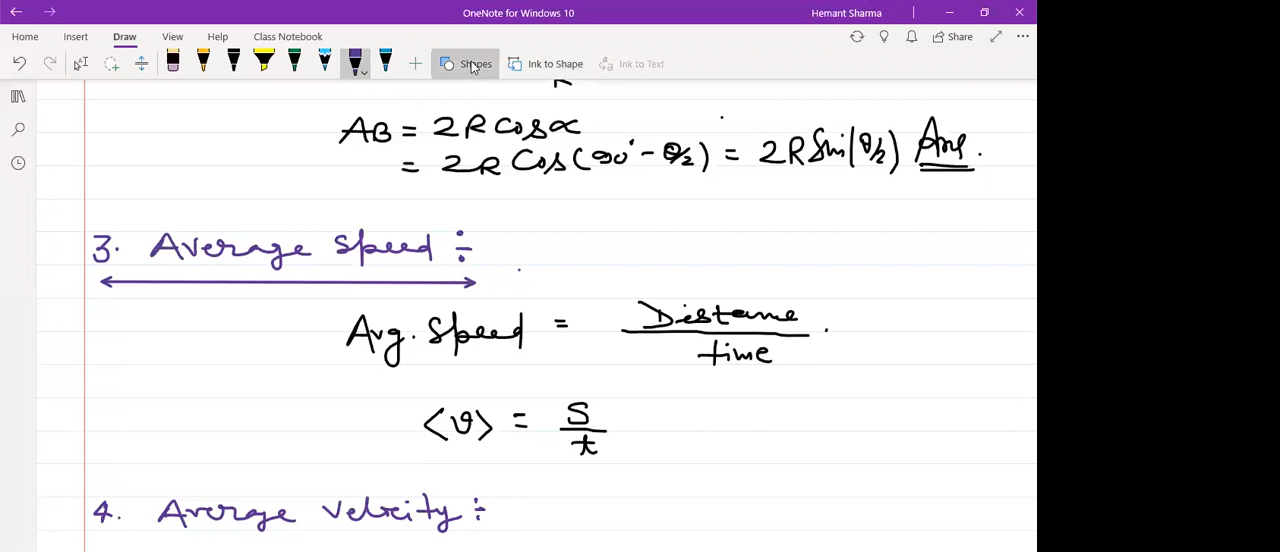 OneNote for Windows 10
Hemant Sharma
Home Insert Draw View Help Class Notebook Share
Shapes Ink to Shape Ink to Text
AB = 2R Cosα
= 2R Cos(90° - θ/2) = 2R Sin(θ/2) Ans.
3. Average Speed ÷
Avg. Speed = Distance / time .
<v> = S / t
4. Average Velocity ÷